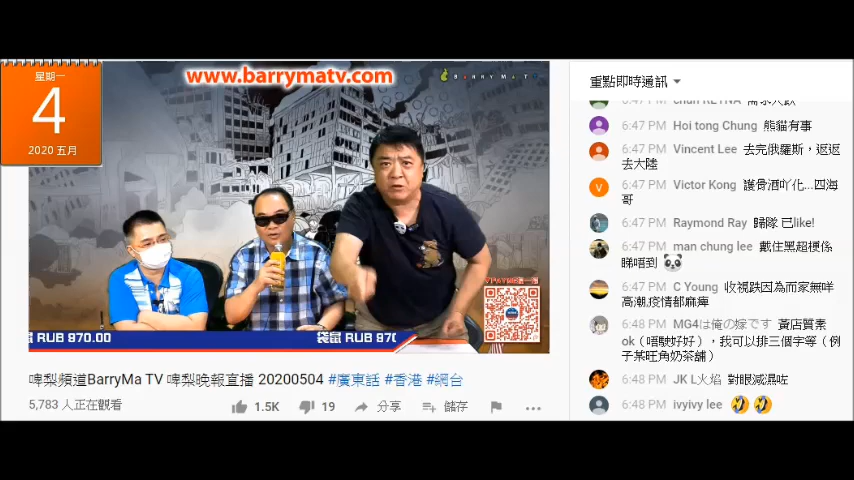 www.barrymatv.com
BARRY MA TV
星期一
4
2020 五月
袋鼠 RUB 970.00
啤梨頻道BarryMa TV 啤梨晚報直播 20200504 #廣東話 #香港 #網台
5,783 人正在觀看
1.5K
19
分享
儲存
重點即時通訊
6:47 PM Hoi tong Chung 熊貓有事
6:47 PM Vincent Lee 去完俄羅斯，返返
去大陸
6:47 PM Victor Kong 護骨酒吖化...四海
哥
6:47 PM Raymond Ray 歸隊 已like!
6:47 PM man chung lee 戴住黑超梗係
睇唔到
6:47 PM C Young 收視跌因為而家無咩
高潮,疫情都麻痺
6:48 PM MG4は俺の嫁です 黃店質素
ok（唔駛好好），我可以排三個字等（例
子某旺角奶茶舖）
6:48 PM JK L火焰 對眼減濕咗
6:48 PM ivyivy lee